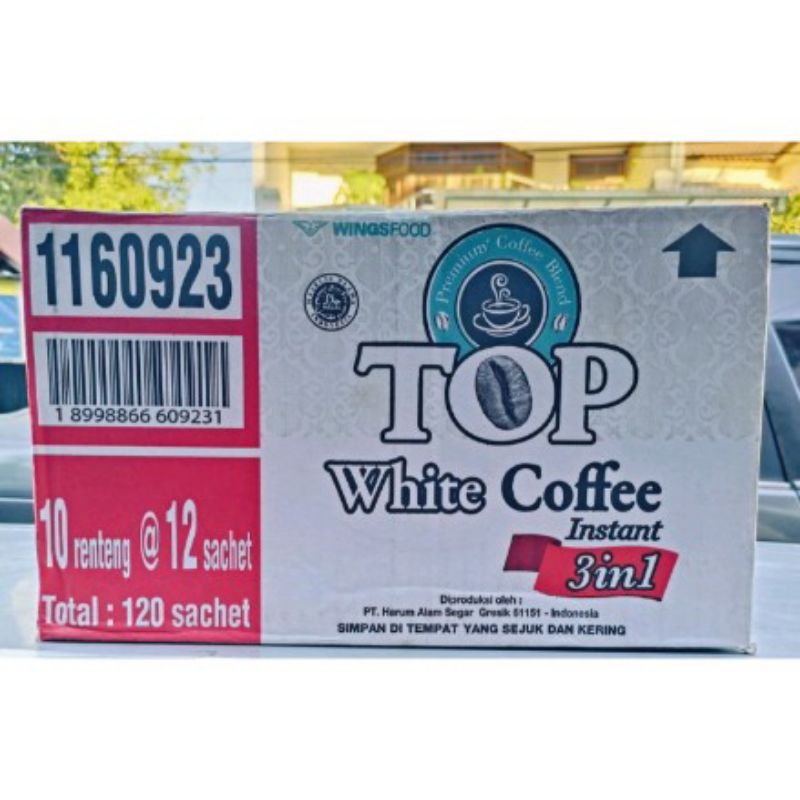 1160923
1 8998866 609231
10 renteng @ 12 sachet
Total : 120 sachet
WINGSFOOD
Premium Coffee Blend
TOP
White Coffee
Instant
3in1
Diproduksi oleh :
PT. Harum Alam Segar Gresik 61151 - Indonesia
SIMPAN DI TEMPAT YANG SEJUK DAN KERING